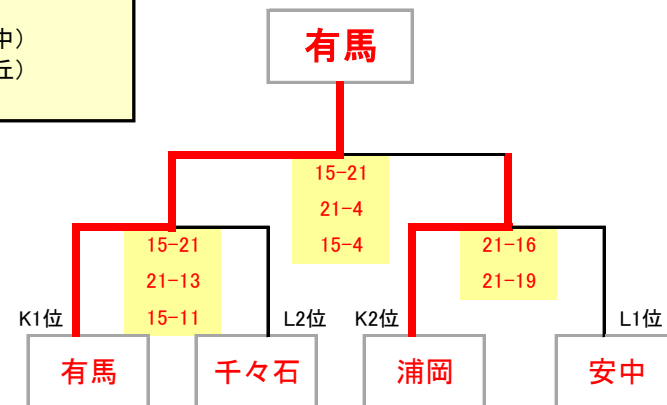 中）
丘）
有馬
15-21
21-4
15-4
15-21
21-13
15-11
21-16
21-19
K1位
L2位
K2位
L1位
有馬
千々石
浦岡
安中